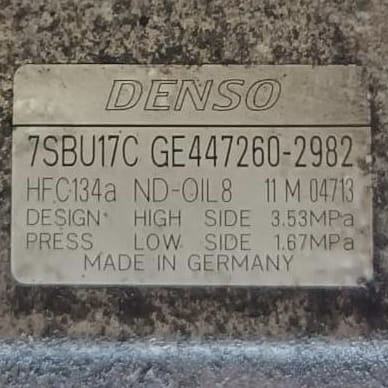 DENSO
7SBU17C GE447260-2982
HFC134a ND-OIL8 11 M 04713
DESIGN HIGH SIDE 3.53MPa
PRESS LOW SIDE 1.67MPa
MADE IN GERMANY